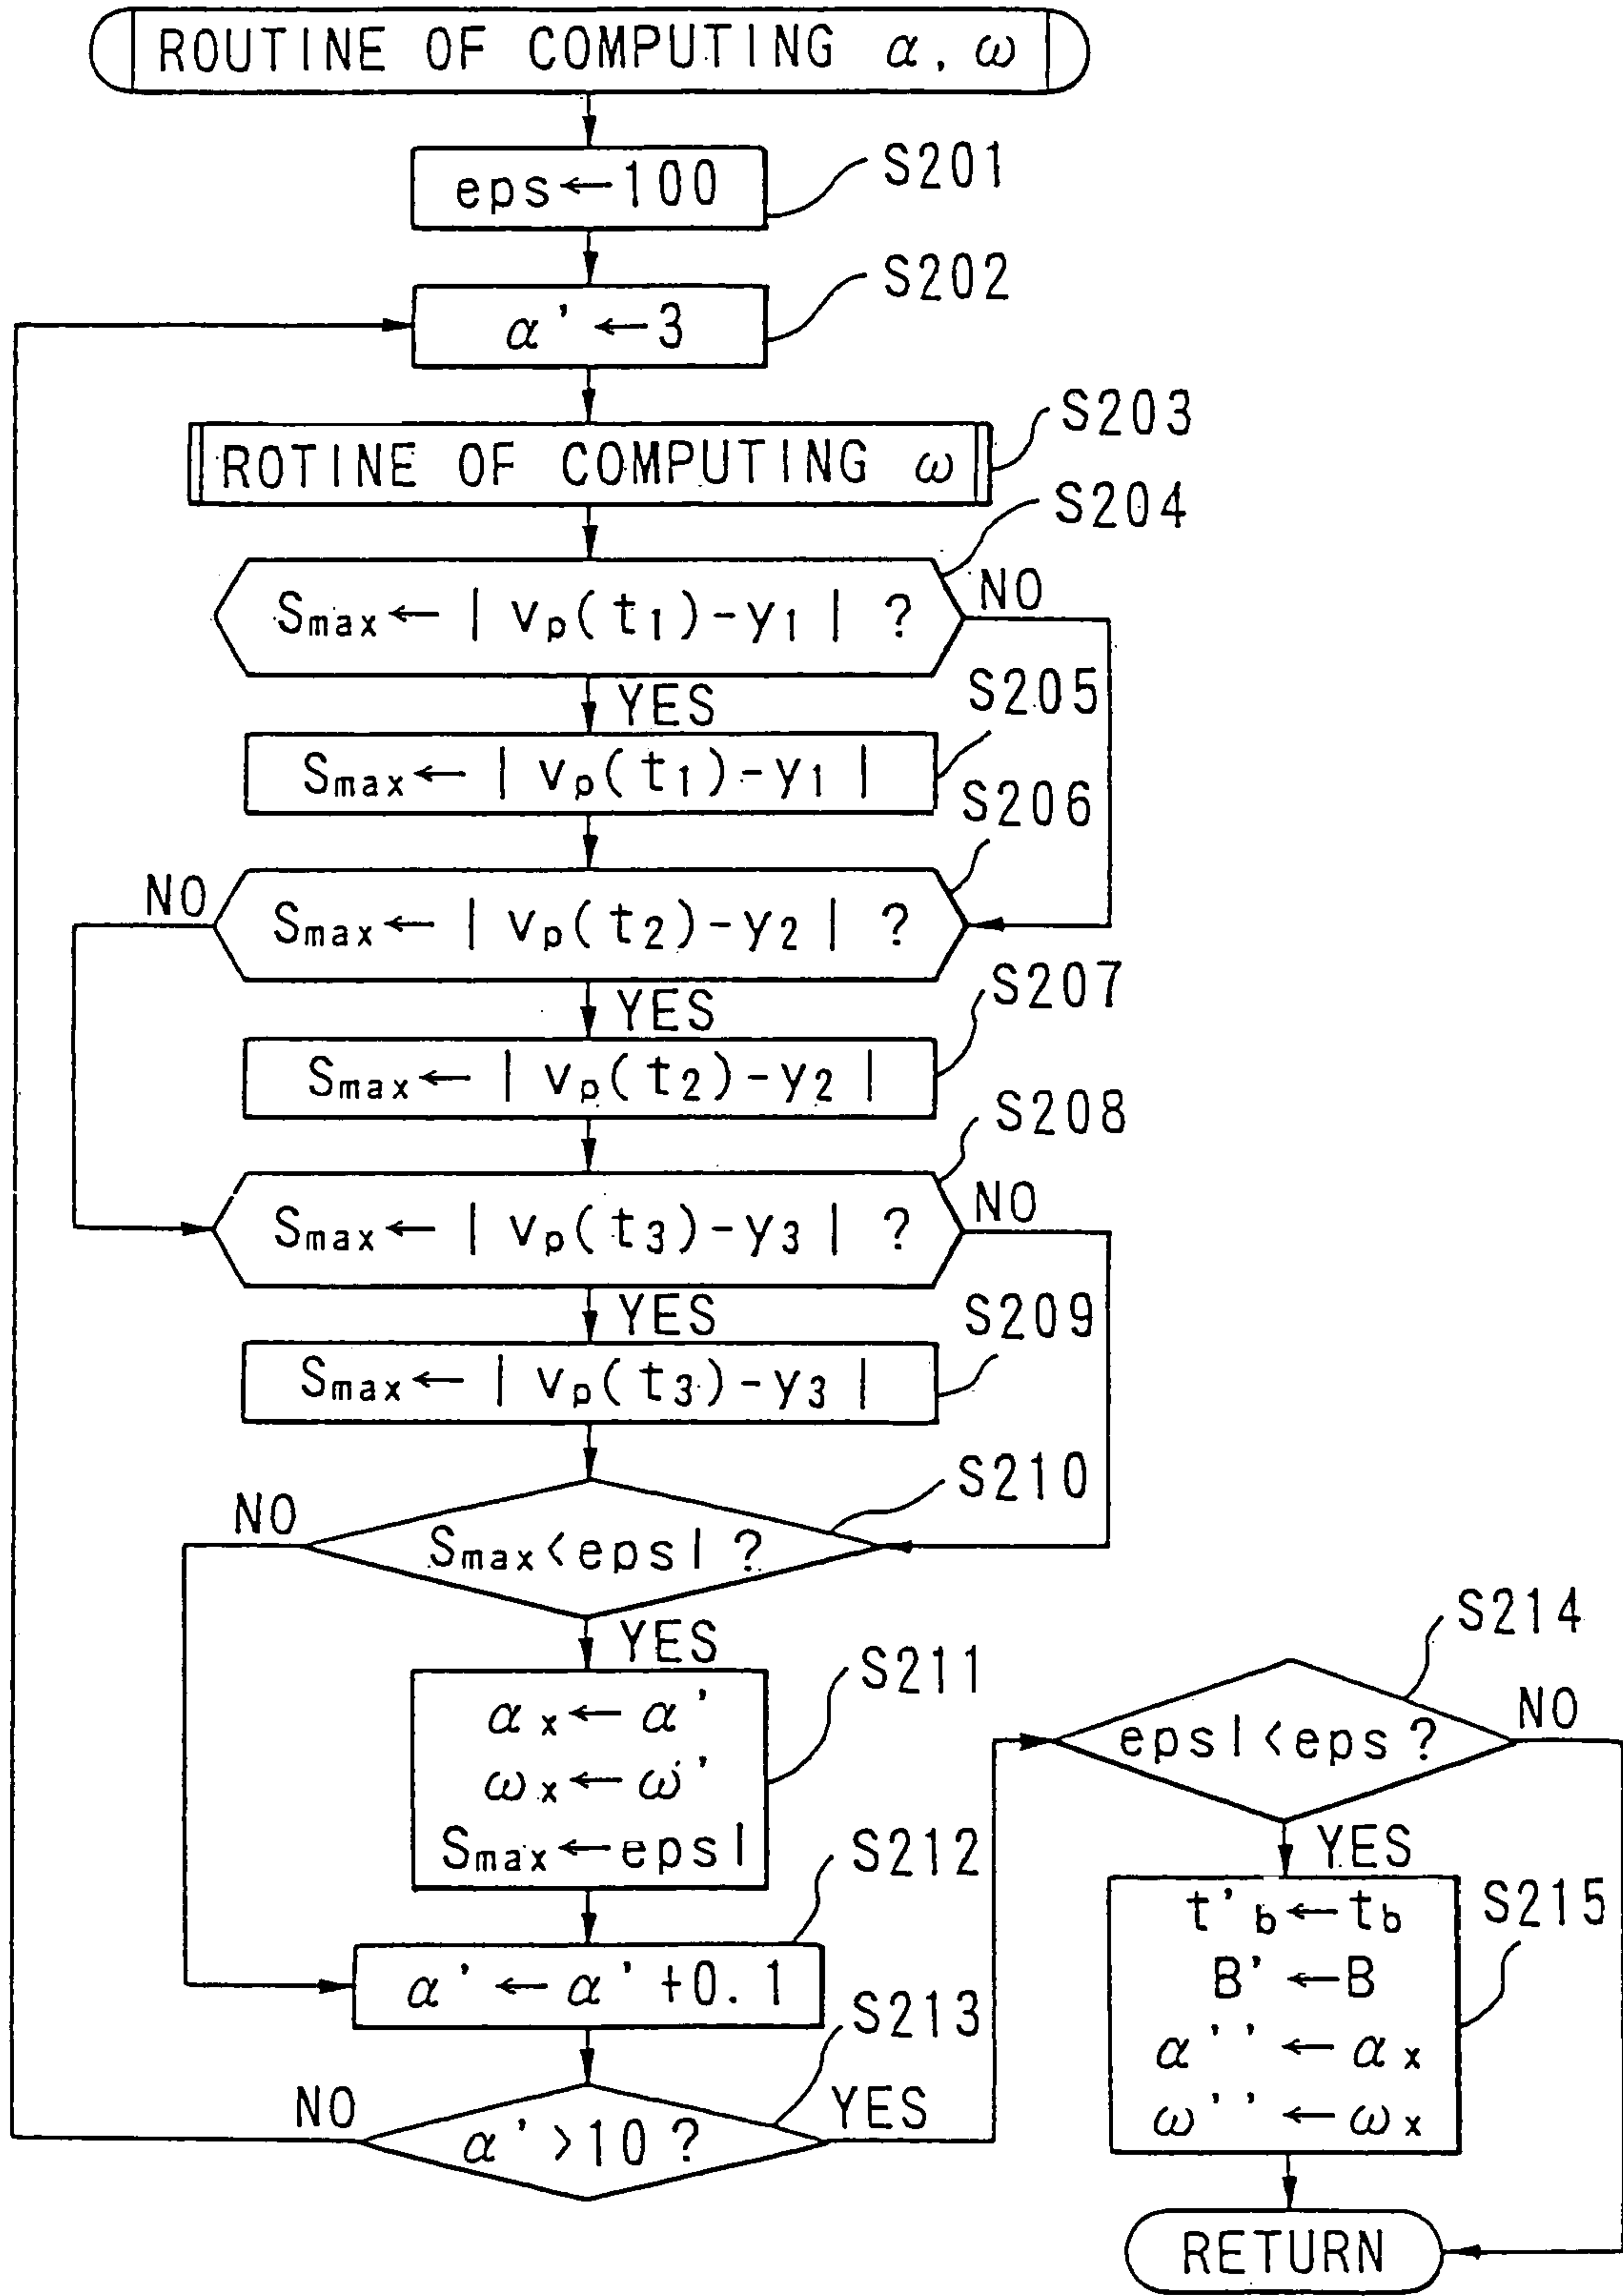 ROUTINE OF COMPUTING α, ω
eps←100
S201
α'←3
S202
ROTINE OF COMPUTING ω
S203
Smax←|vp(t1)-y1| ?
S204
NO
YES
Smax←|vp(t1)-y1|
S205
Smax←|vp(t2)-y2| ?
S206
NO
YES
Smax←|vp(t2)-y2|
S207
Smax←|vp(t3)-y3| ?
S208
NO
YES
Smax←|vp(t3)-y3|
S209
Smax<epsl ?
S210
NO
YES
αx←α'
ωx←ω'
Smax←epsl
S211
α'←α'+0.1
S212
α'>10 ?
S213
NO
YES
epsl<eps ?
S214
NO
YES
t'b←tb
B'←B
α''←αx
ω''←ωx
S215
RETURN